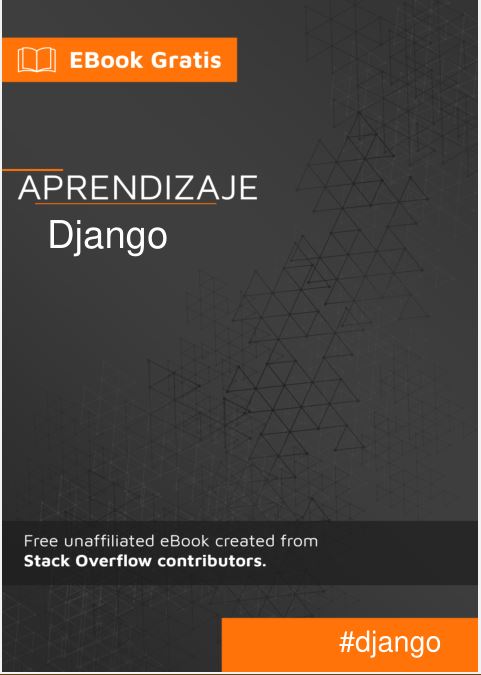 EBook Gratis
APRENDIZAJE
Django
Free unaffiliated eBook created from
Stack Overflow contributors.
#django